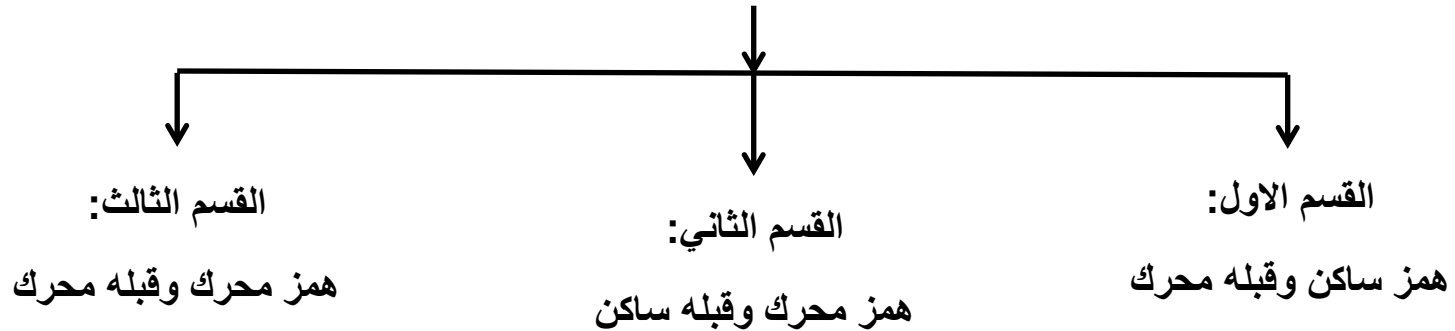 القسم الاول:
همز ساكن وقبله محرك
القسم الثاني:
همز محرك وقبله ساكن
القسم الثالث:
همز محرك وقبله محرك